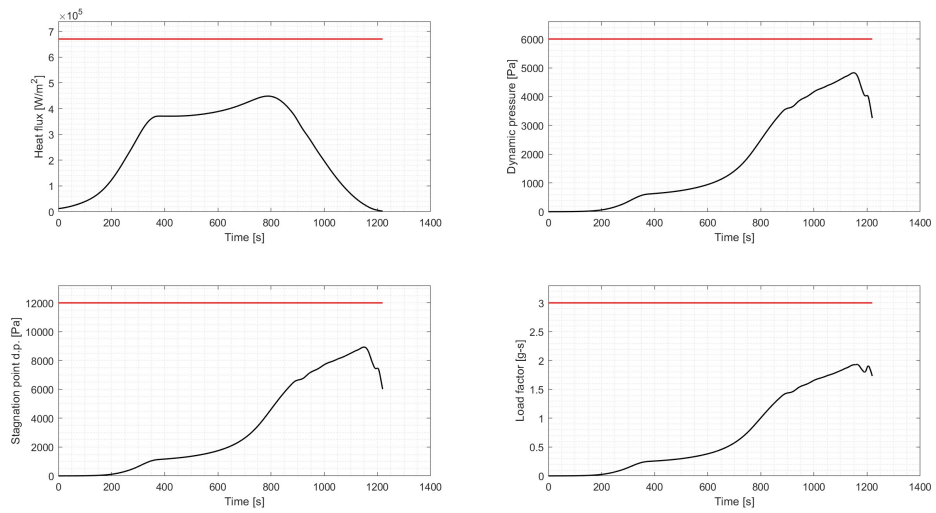 ×10⁵
7
6
5
4
3
2
1
0
Heat flux [W/m²]
0 200 400 600 800 1000 1200 1400
Time [s]
6000
5000
4000
3000
2000
1000
0
Dynamic pressure [Pa]
0 200 400 600 800 1000 1200 1400
Time [s]
12000
10000
8000
6000
4000
2000
0
Stagnation point d.p. [Pa]
0 200 400 600 800 1000 1200 1400
Time [s]
3
2.5
2
1.5
1
0.5
0
Load factor [g-s]
0 200 400 600 800 1000 1200 1400
Time [s]